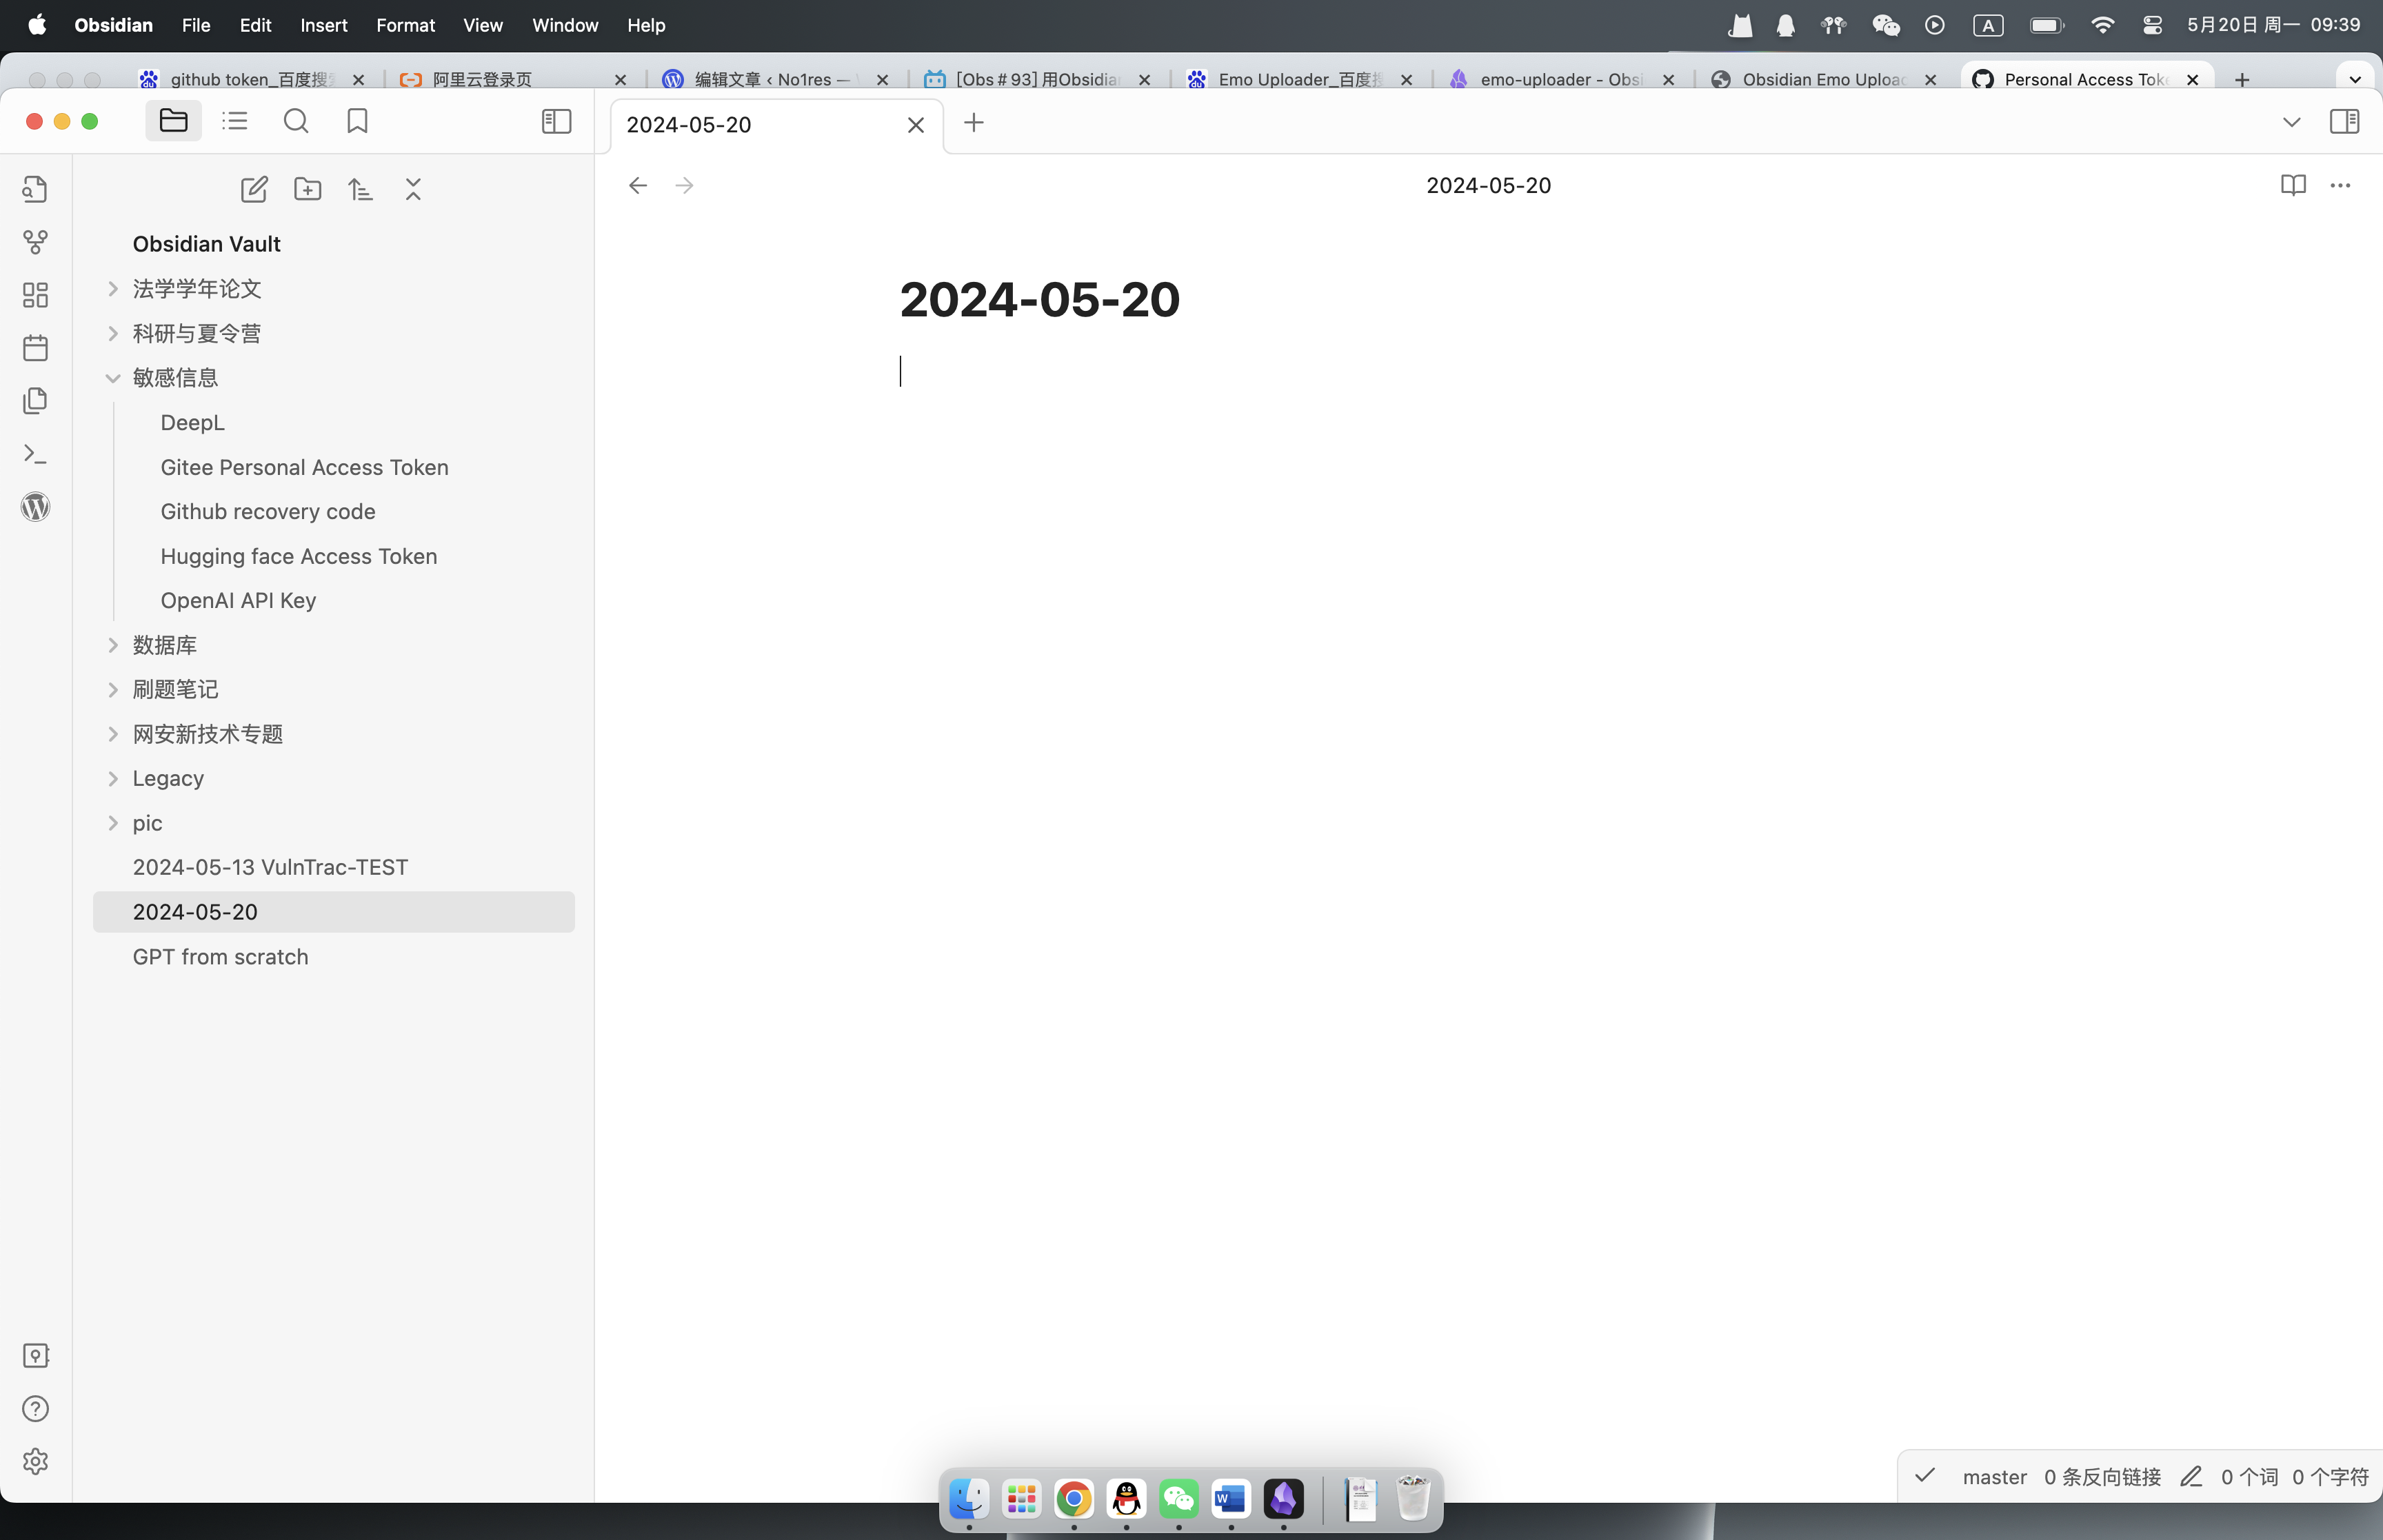 Obsidian File Edit Insert Format View Window Help
A 5月20日 周一 09:39
github token_百度搜
阿里云登录页
编辑文章 ‹ No1res —
[Obs # 93] 用Obsidia
Emo Uploader_百度
emo-uploader - Obs
Obsidian Emo Uploa
Personal Access Tok
2024-05-20
2024-05-20
Obsidian Vault
法学学年论文
科研与夏令营
敏感信息
DeepL
Gitee Personal Access Token
Github recovery code
Hugging face Access Token
OpenAI API Key
数据库
刷题笔记
网安新技术专题
Legacy
pic
2024-05-13 VulnTrac-TEST
2024-05-20
GPT from scratch
2024-05-20
master 0 条反向链接 0 个词 0 个字符